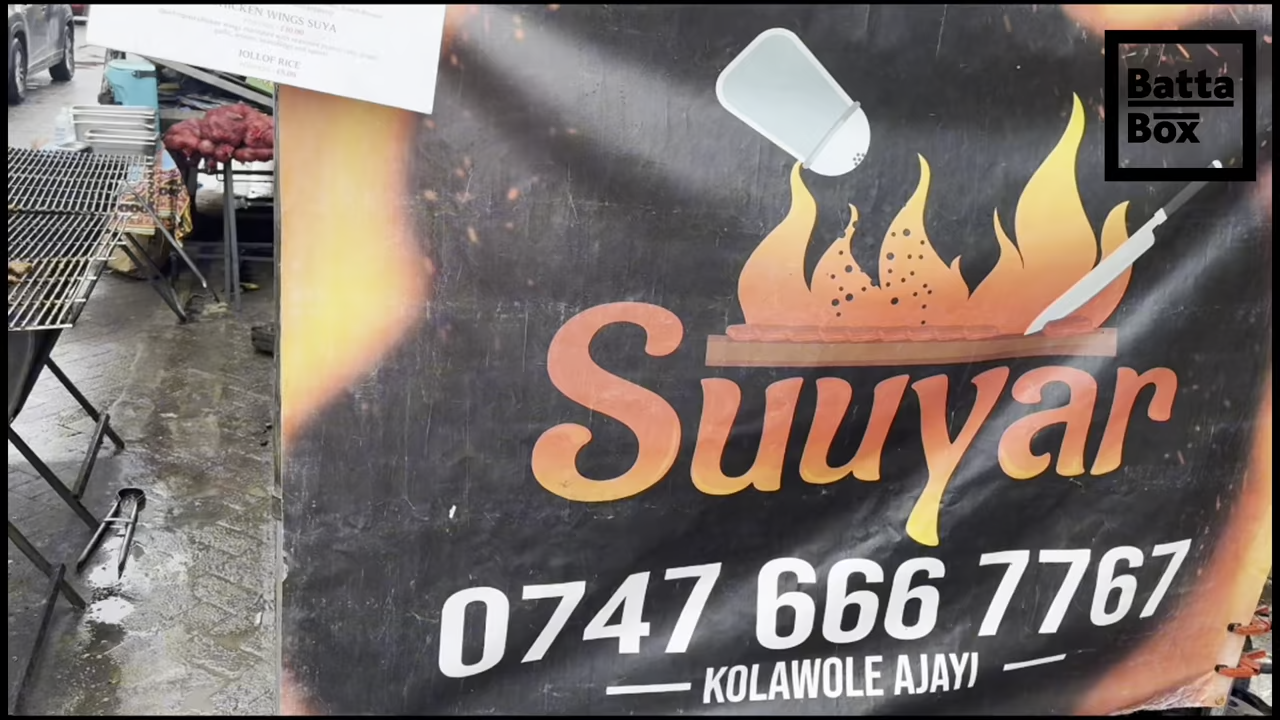 CHICKEN WINGS SUYA
JOLLOF RICE
Batta
Box
Suuyar
0747 666 7767
KOLAWOLE AJAYI